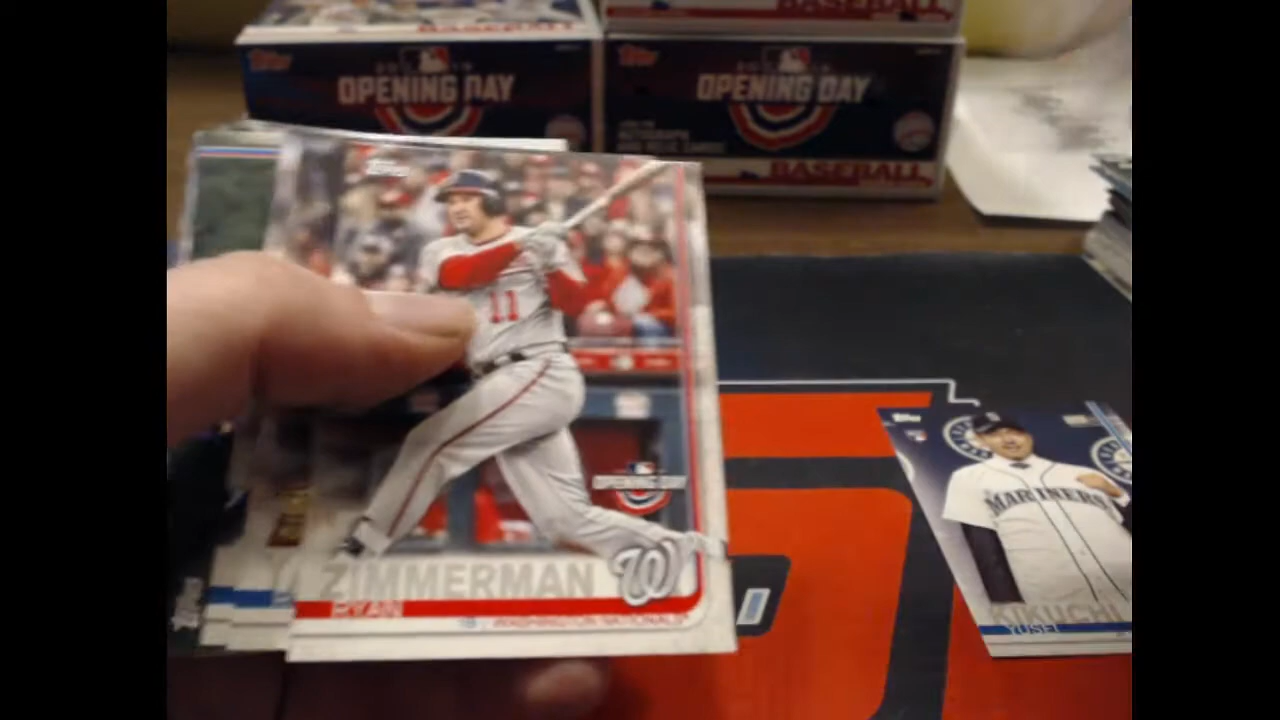 BASEBALL
BASEBALL
Topps
OPENING DAY
Topps
OPENING DAY
BASEBALL
Topps
11
OPENING DAY
ZIMMERMAN
W
RYAN
WASHINGTON NATIONALS
Topps
MARINERS
KIKUCHI
YUSEI